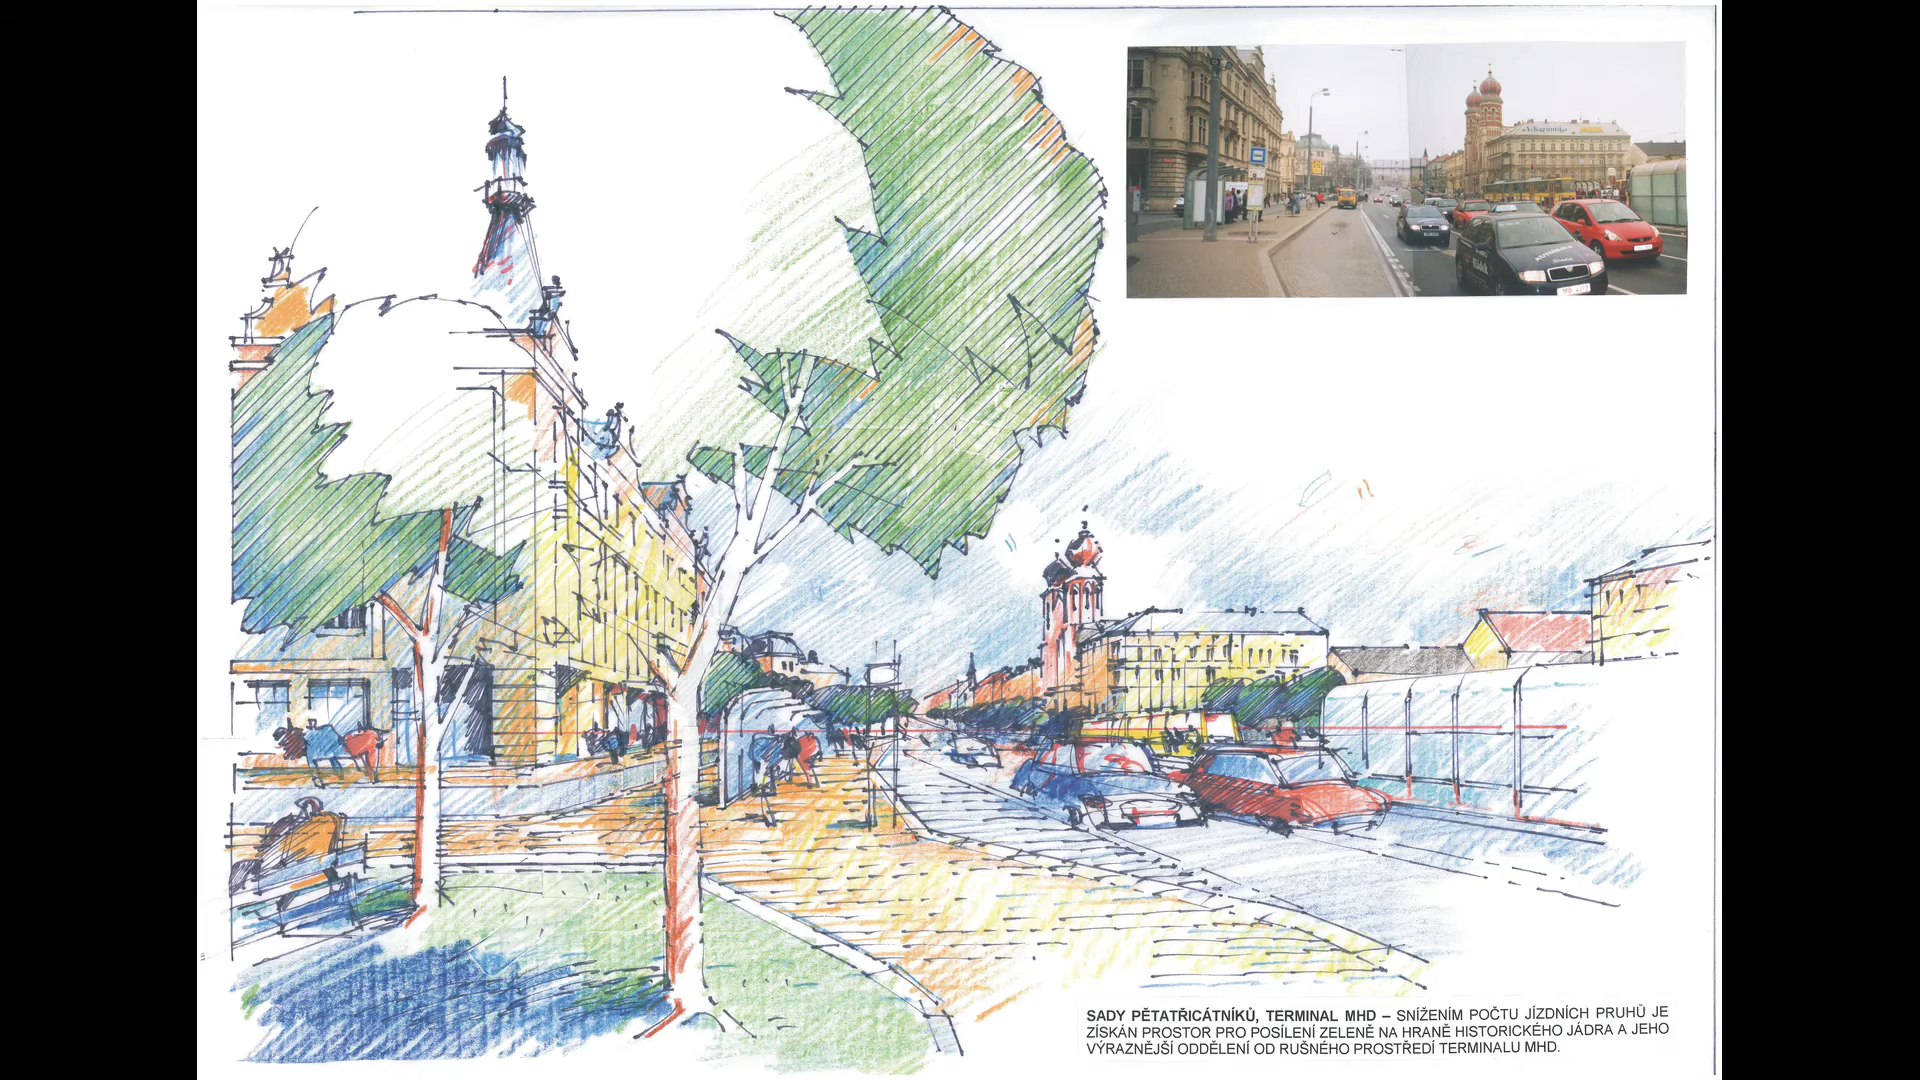 SADY PĚTATŘICÁTNÍKŮ, TERMINAL MHD – SNÍŽENÍM POČTU JÍZDNÍCH PRUHŮ JE
ZÍSKÁN PROSTOR PRO POSÍLENÍ ZELENĚ NA HRANĚ HISTORICKÉHO JÁDRA A JEHO
VÝRAZNĚJŠÍ ODDĚLENÍ OD RUŠNÉHO PROSTŘEDÍ TERMINALU MHD.